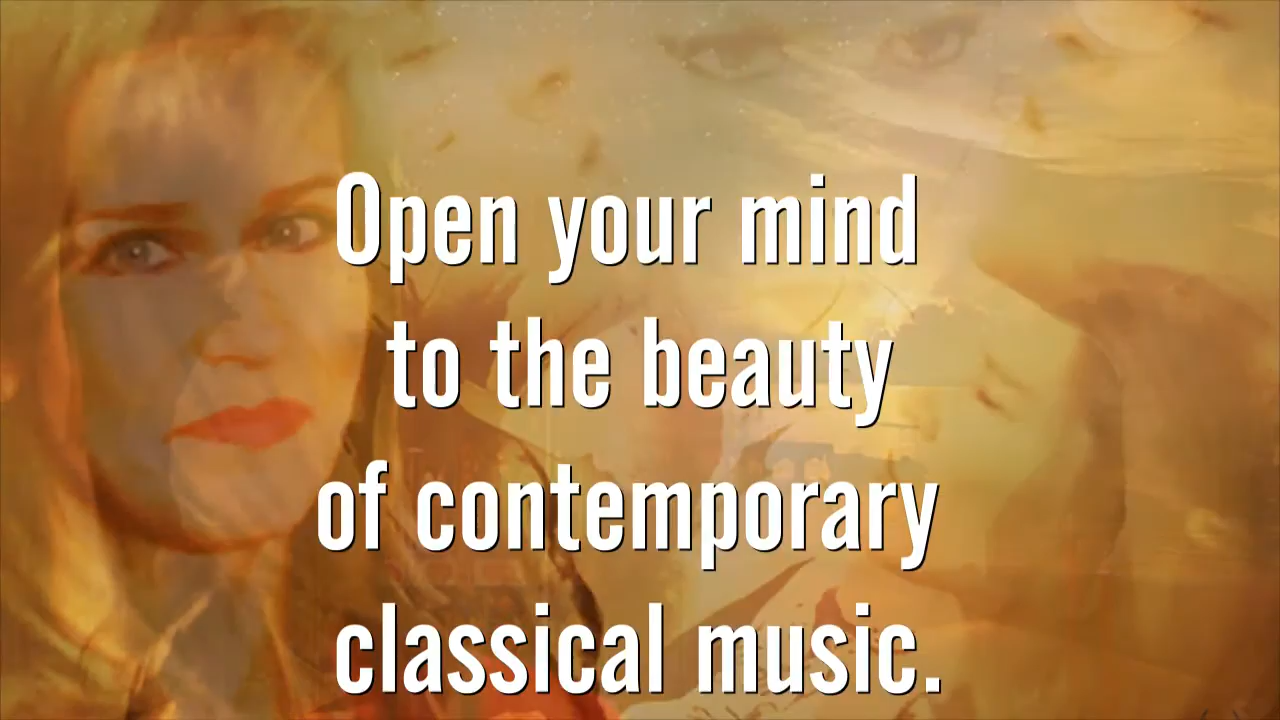 Open your mind
to the beauty
of contemporary
classical music.